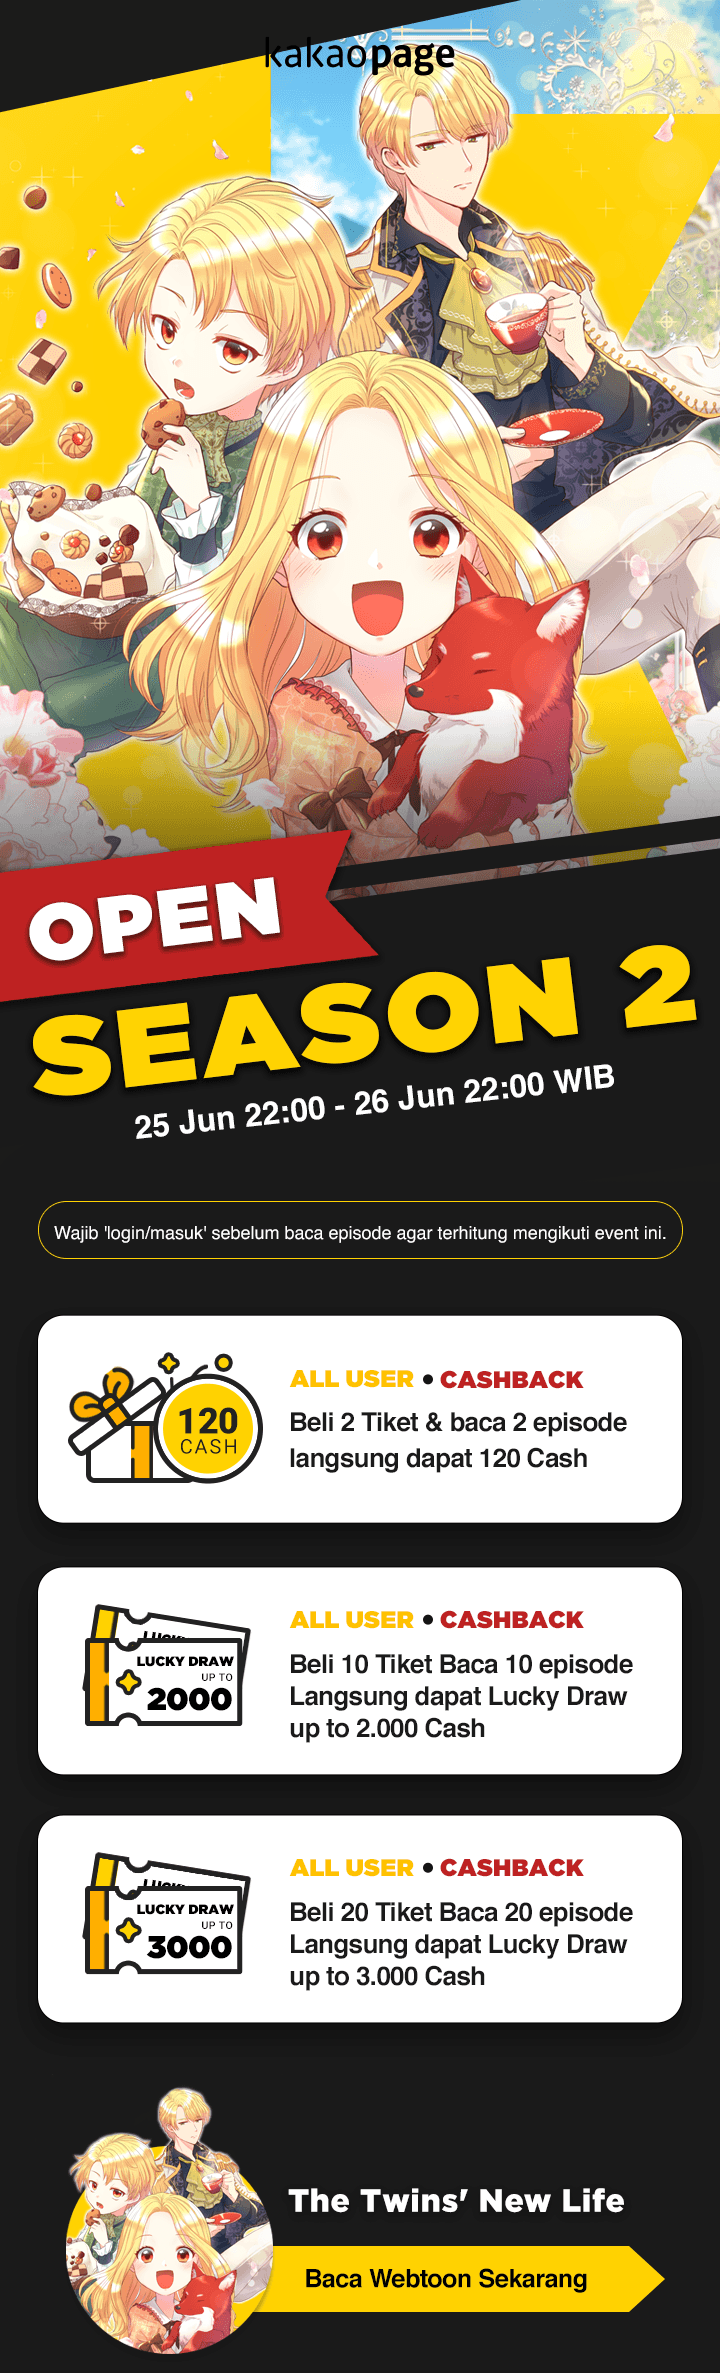 kakaopage
OPEN
SEASON 2
25 Jun 22:00 - 26 Jun 22:00 WIB
Wajib 'login/masuk' sebelum baca episode agar terhitung mengikuti event ini.
120
CASH
ALL USER • CASHBACK
Beli 2 Tiket & baca 2 episode
langsung dapat 120 Cash
LUCKY DRAW
UP TO
2000
ALL USER • CASHBACK
Beli 10 Tiket Baca 10 episode
Langsung dapat Lucky Draw
up to 2.000 Cash
LUCKY DRAW
UP TO
3000
ALL USER • CASHBACK
Beli 20 Tiket Baca 20 episode
Langsung dapat Lucky Draw
up to 3.000 Cash
The Twins' New Life
Baca Webtoon Sekarang